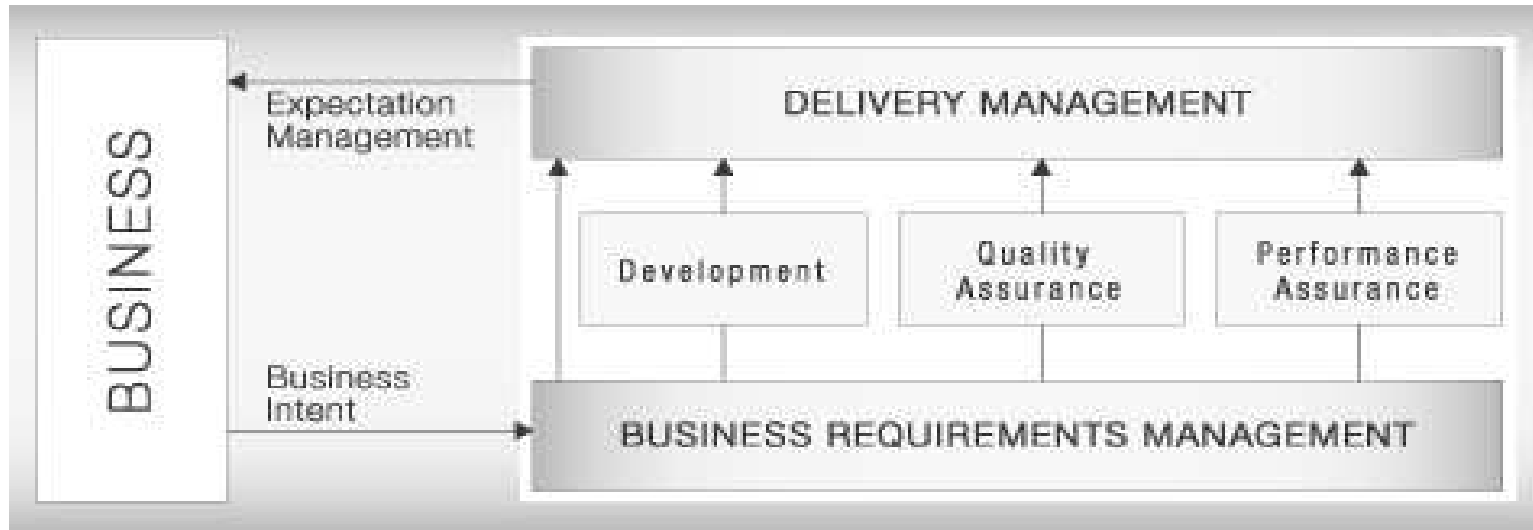 BUSINESS
Expectation
Management
Business
Intent
DELIVERY MANAGEMENT
Development
Quality
Assurance
Performance
Assurance
BUSINESS REQUIREMENTS MANAGEMENT